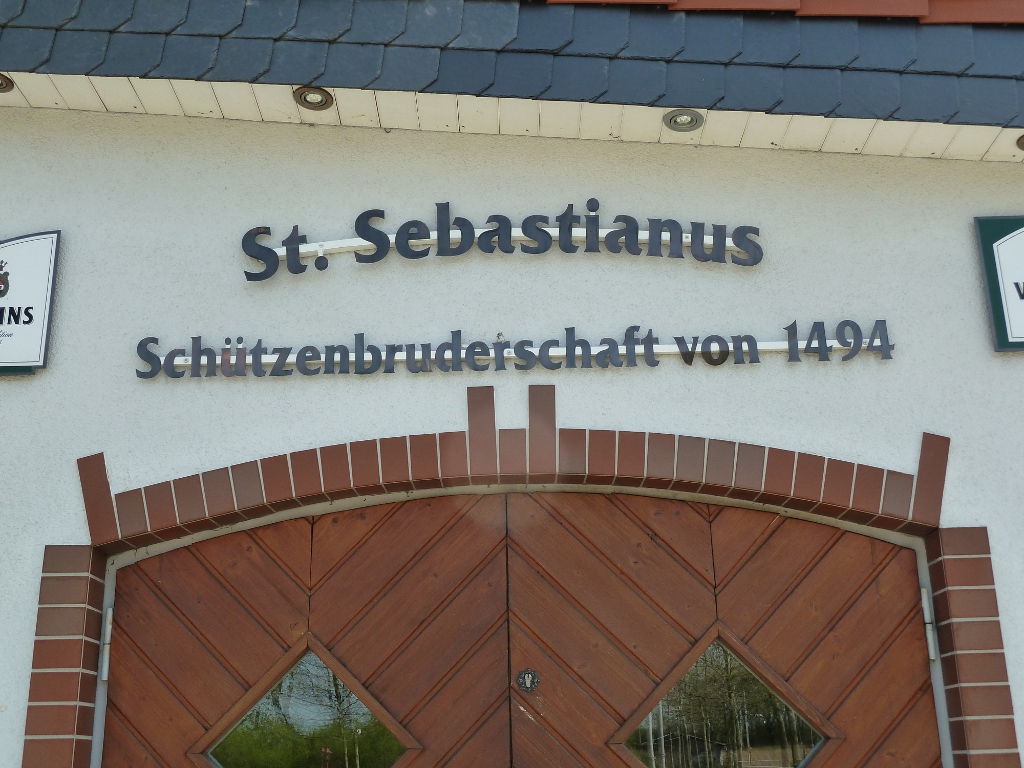 St. Sebastianus
Schützenbruderschaft von 1494